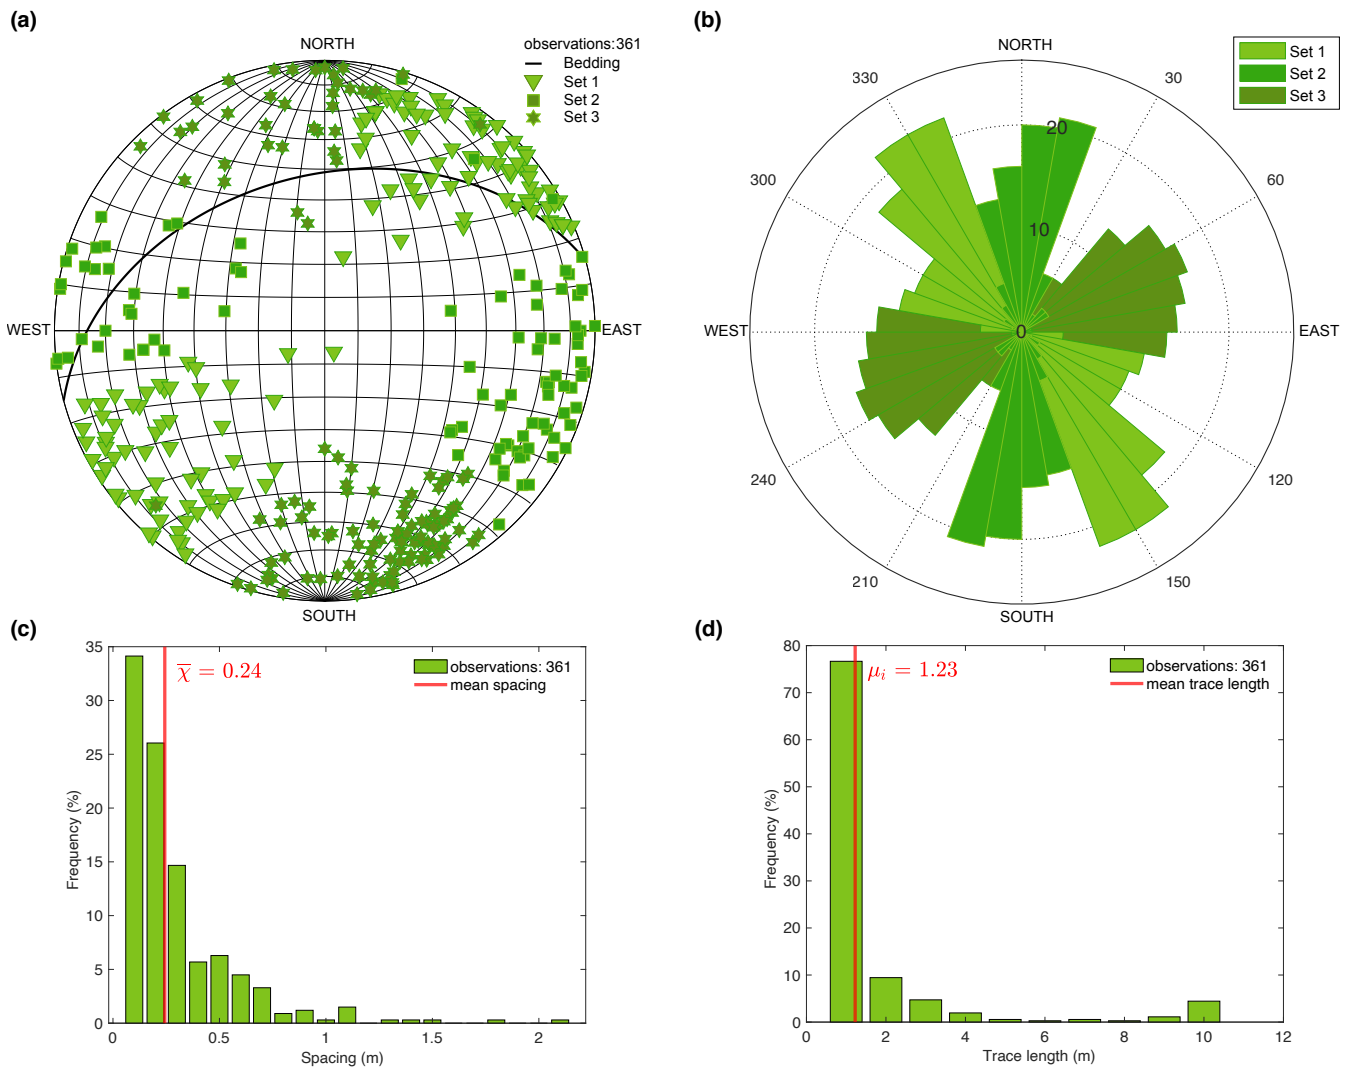 (a)
NORTH
observations:361
Bedding
Set 1
Set 2
Set 3
WEST
EAST
SOUTH
(b)
NORTH
Set 1
Set 2
Set 3
330
30
300
60
20
10
0
WEST
EAST
240
120
210
150
SOUTH
(c)
35
30
25
20
15
10
5
0
Frequency (%)
χ = 0.24
observations: 361
mean spacing
0
0.5
1
1.5
2
Spacing (m)
(d)
80
70
60
50
40
30
20
10
0
Frequency (%)
μi = 1.23
observations: 361
mean trace length
0
2
4
6
8
10
12
Trace length (m)